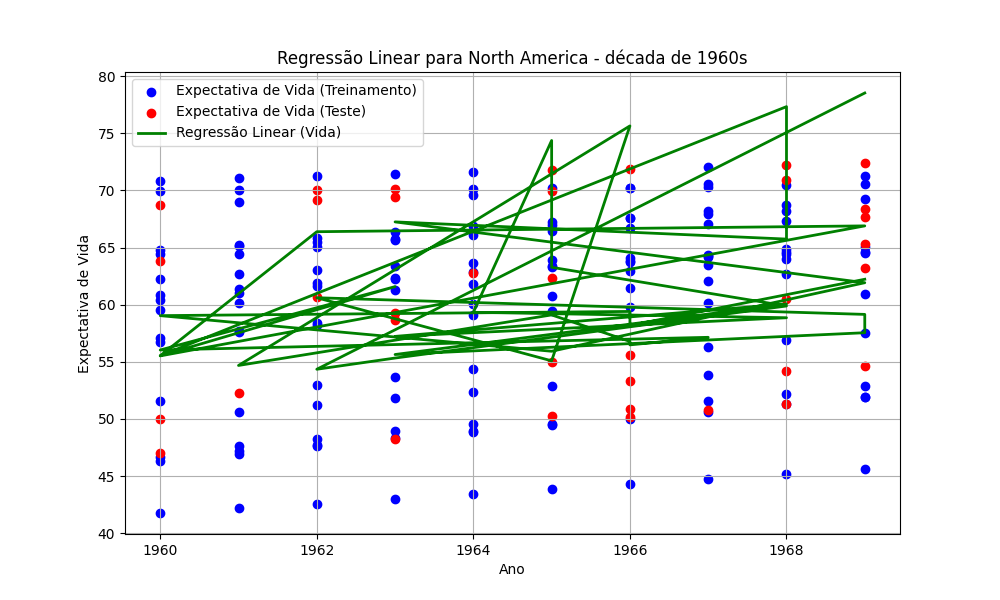 Regressão Linear para North America - década de 1960s
Expectativa de Vida (Treinamento)
Expectativa de Vida (Teste)
Regressão Linear (Vida)
Expectativa de Vida
80
75
70
65
60
55
50
45
40
1960
1962
1964
1966
1968
Ano